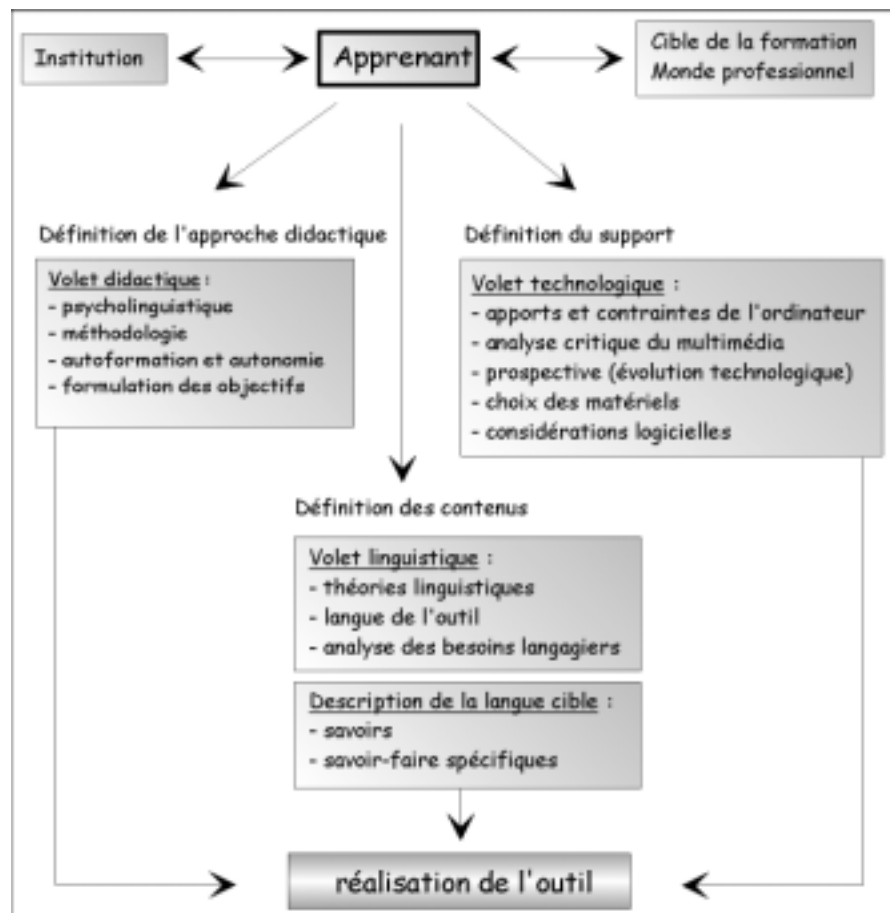 Institution
Apprenant
Cible de la formation
Monde professionnel
Définition de l'approche didactique
Volet didactique :
- psycholinguistique
- méthodologie
- autoformation et autonomie
- formulation des objectifs
Définition du support
Volet technologique :
- apports et contraintes de l'ordinateur
- analyse critique du multimédia
- prospective (évolution technologique)
- choix des matériels
- considérations logicielles
Définition des contenus
Volet linguistique :
- théories linguistiques
- langue de l'outil
- analyse des besoins langagiers
Description de la langue cible :
- savoirs
- savoir-faire spécifiques
réalisation de l'outil